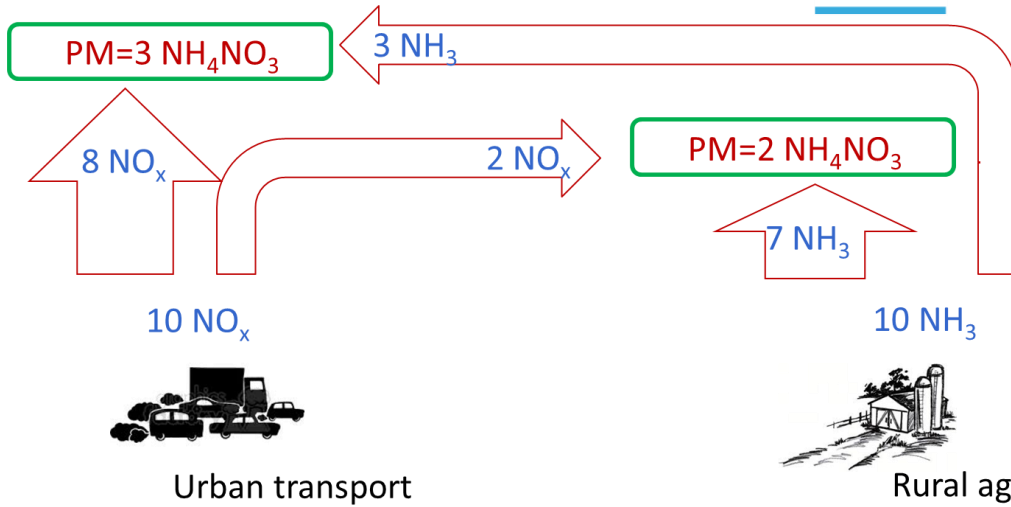 PM=3 NH₄NO₃
3 NH₃
8 NOₓ
2 NOₓ
PM=2 NH₄NO₃
7 NH₃
10 NOₓ
10 NH₃
Urban transport
Rural ag